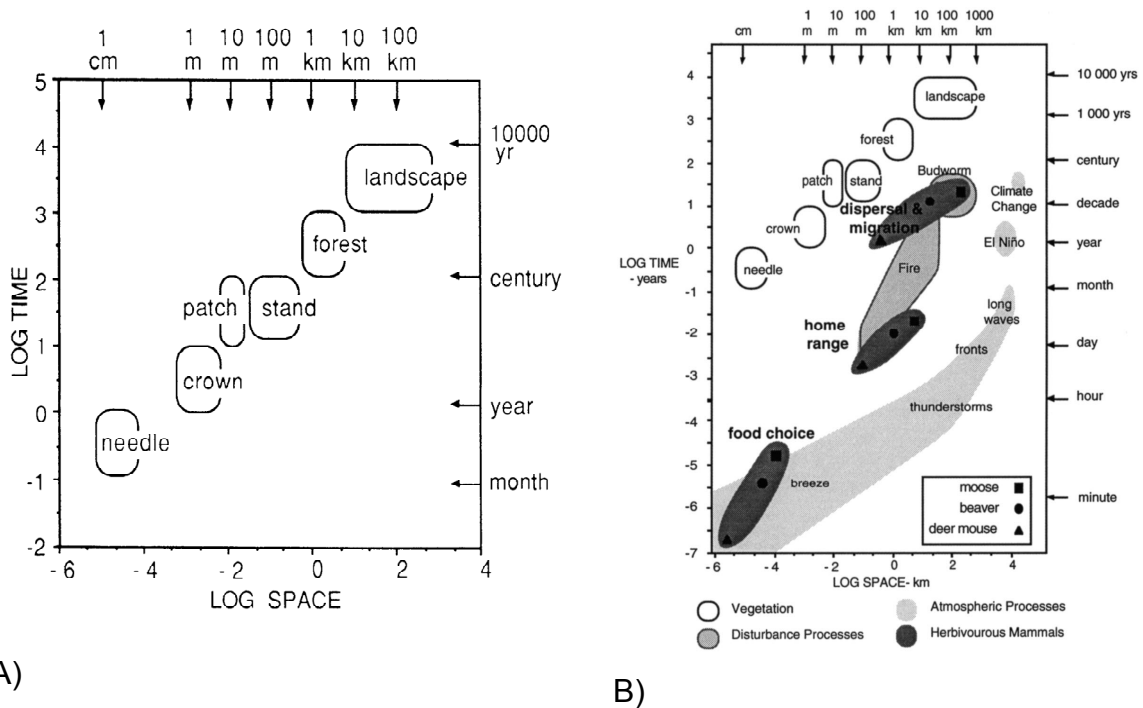 1 cm
1 m
10 m
100 m
1 km
10 km
100 km
5
4
3
2
1
0
-1
-2
LOG TIME
10000 yr
century
year
month
landscape
forest
patch
stand
crown
needle
-6
-4
-2
0
2
4
LOG SPACE
A)
cm
1 m
10 m
100 m
1 km
10 km
100 km
1000 km
4
3
2
1
0
-1
-2
-3
-4
-5
-6
-7
LOG TIME
- years
10 000 yrs
1 000 yrs
century
decade
year
month
day
hour
minute
landscape
forest
Budworm
patch
stand
Climate
Change
dispersal &
migration
crown
El Niño
needle
Fire
long
waves
home
range
fronts
thunderstorms
food choice
breeze
moose
beaver
deer mouse
-6
-4
-2
0
2
4
LOG SPACE- km
Vegetation
Atmospheric Processes
Disturbance Processes
Herbivourous Mammals
B)